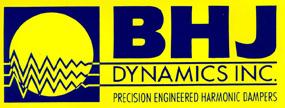 BHJ
DYNAMICS INC.
PRECISION ENGINEERED HARMONIC DAMPERS